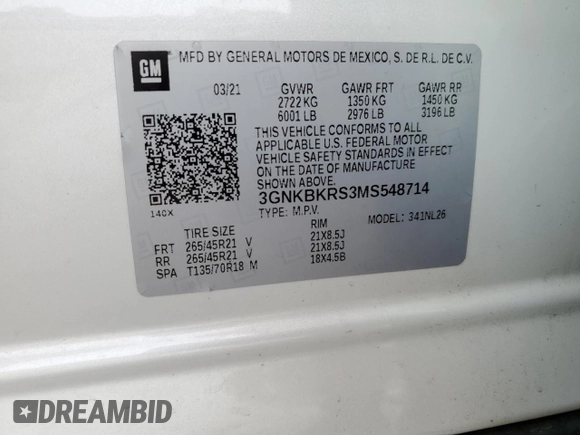 GM
MFD BY GENERAL MOTORS DE MEXICO, S. DE R.L. DE C.V.
03/21 GVWR GAWR FRT GAWR RR
2722 KG 1350 KG 1450 KG
6001 LB 2976 LB 3196 LB
THIS VEHICLE CONFORMS TO ALL
APPLICABLE U.S. FEDERAL MOTOR
VEHICLE SAFETY STANDARDS IN EFFECT
ON THE DATE OF MANUFACTURE
SHOWN ABOVE.
3GNKBKRS3MS548714
140X TYPE: M.P.V. MODEL: 341NL26
TIRE SIZE RIM
FRT 265/45R21 V 21X8.5J
RR 265/45R21 V 21X8.5J
SPA T135/70R18 M 18X4.5B
DREAMBID